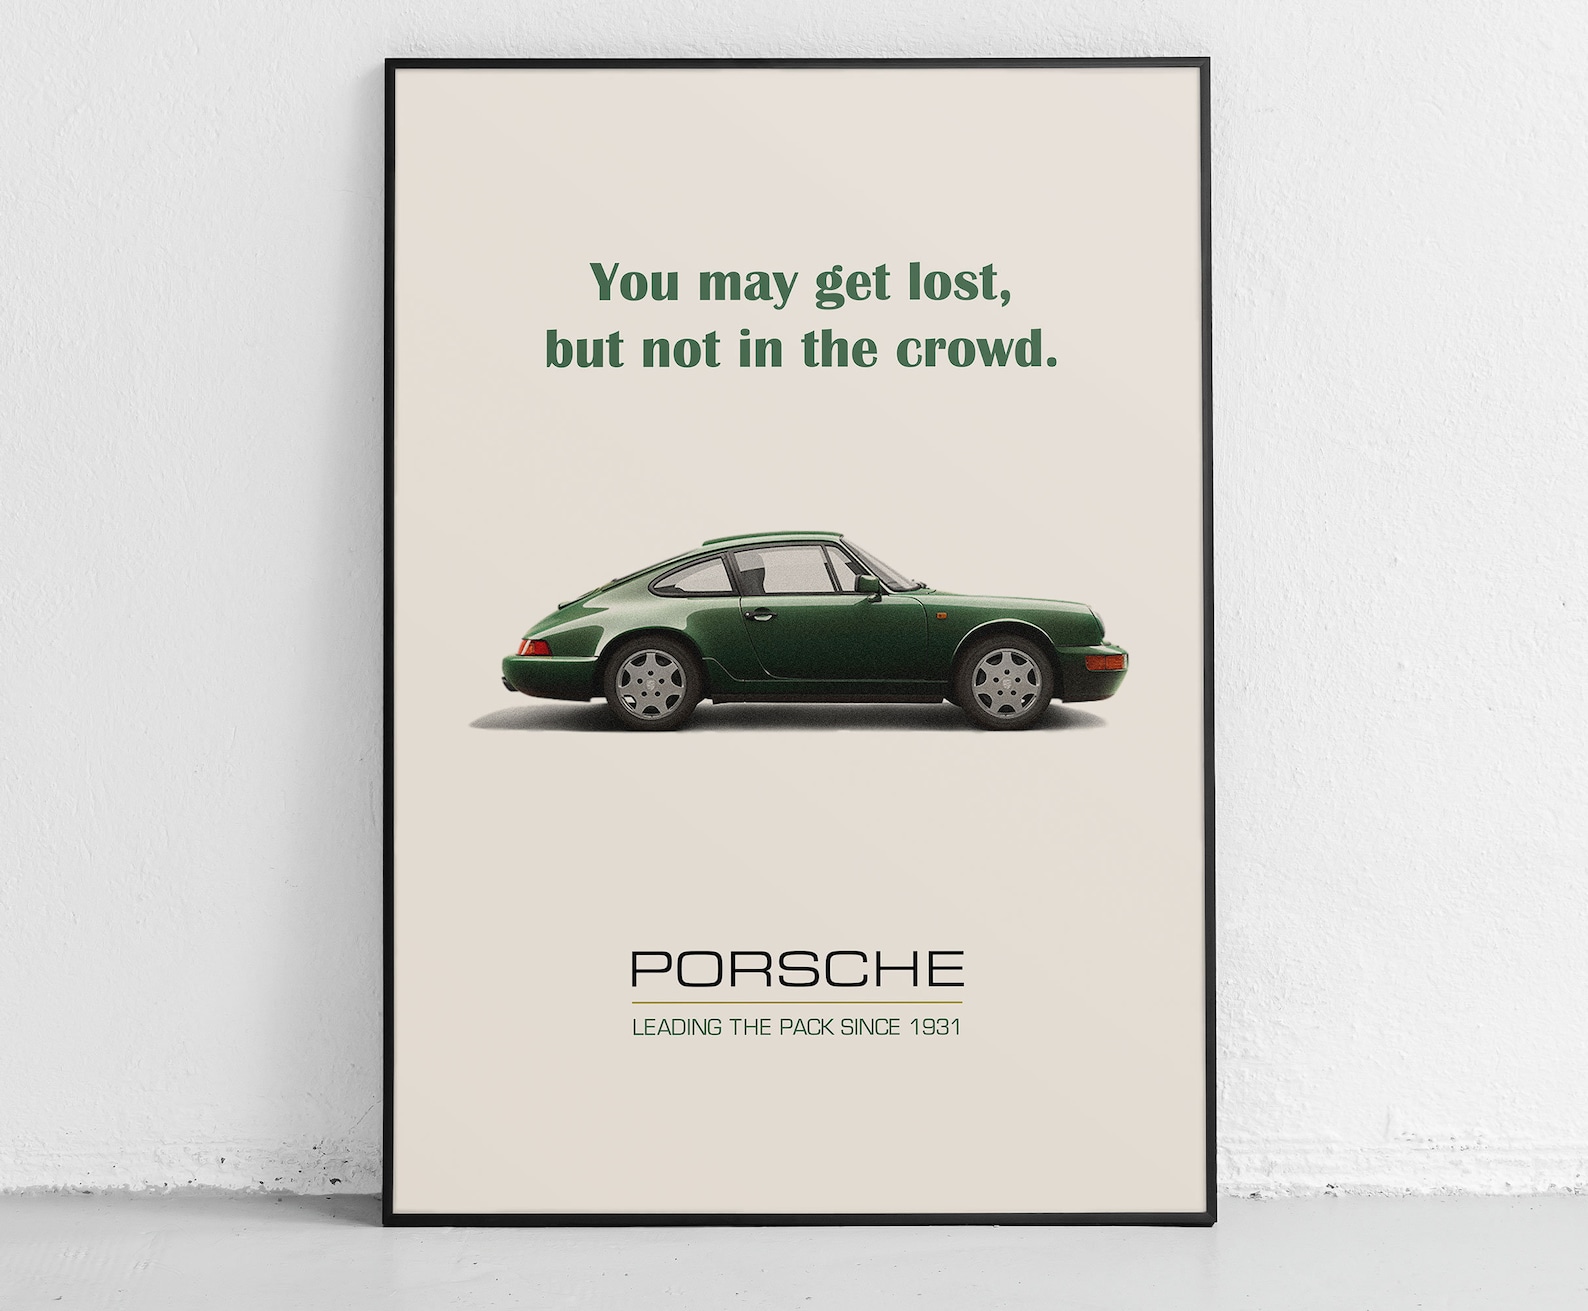 You may get lost,
but not in the crowd.
PORSCHE
LEADING THE PACK SINCE 1931